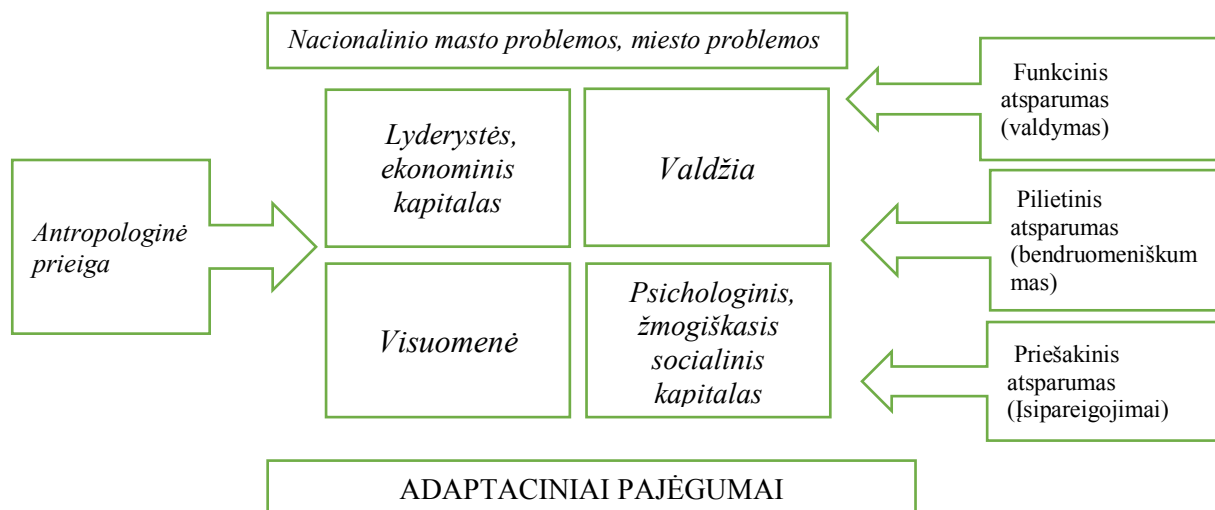 Nacionalinio masto problemos, miesto problemos
Antropologinė
prieiga
Lyderystės,
ekonominis
kapitalas
Valdžia
Visuomenė
Psichologinis,
žmogiškasis
socialinis
kapitalas
Funkcinis
atsparumas
(valdymas)
Pilietinis
atsparumas
(bendruomeniškum
mas)
Priešakinis
atsparumas
(Įsipareigojimai)
ADAPTACINIAI PAJĖGUMAI